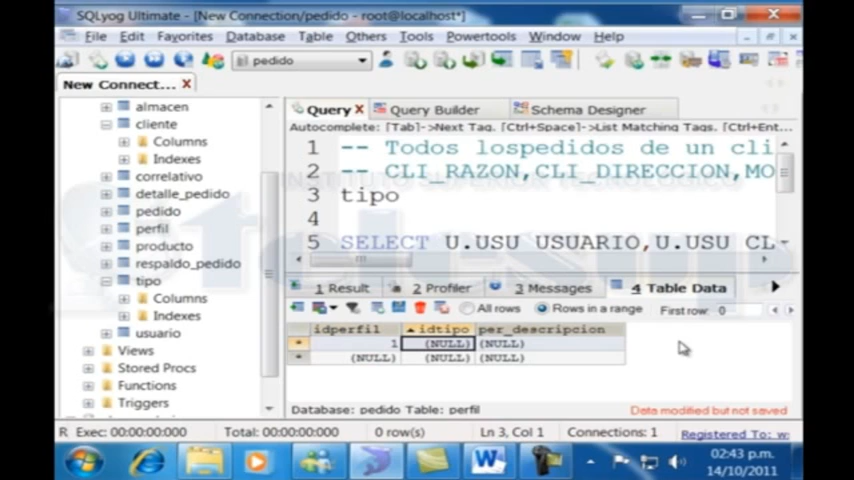 SQLyog Ultimate - [New Connection/pedido - root@localhost*]
File Edit Favorites Database Table Others Tools Powertools Window Help
pedido
New Connect... X
Query X Query Builder Schema Designer
Autocomplete: [Tab]->Next Tag, [Ctrl+Space]->List Matching Tags, [Ctrl+Ent...
almacen
cliente
Columns
Indexes
correlativo
detalle_pedido
pedido
perfil
producto
respaldo_pedido
tipo
Columns
Indexes
usuario
Views
Stored Procs
Functions
Triggers
1 -- Todos lospedidos de un cli
2 -- CLI_RAZON,CLI_DIRECCION,MO
3 tipo
4
5 SELECT U.USU USUARIO,U.USU CL
INSTITUTO SUPERIOR TECNOLOGICO
1 Result 2 Profiler 3 Messages 4 Table Data
All rows Rows in a range First row: 0
idperfil idtipo per_descripcion
* 1 (NULL) (NULL)
* (NULL) (NULL) (NULL)
Database: pedido Table: perfil Data modified but not saved
R Exec: 00:00:00:000 Total: 00:00:00:000 0 row(s) Ln 3, Col 1 Connections: 1 Registered To: w
02:43 p.m.
14/10/2011